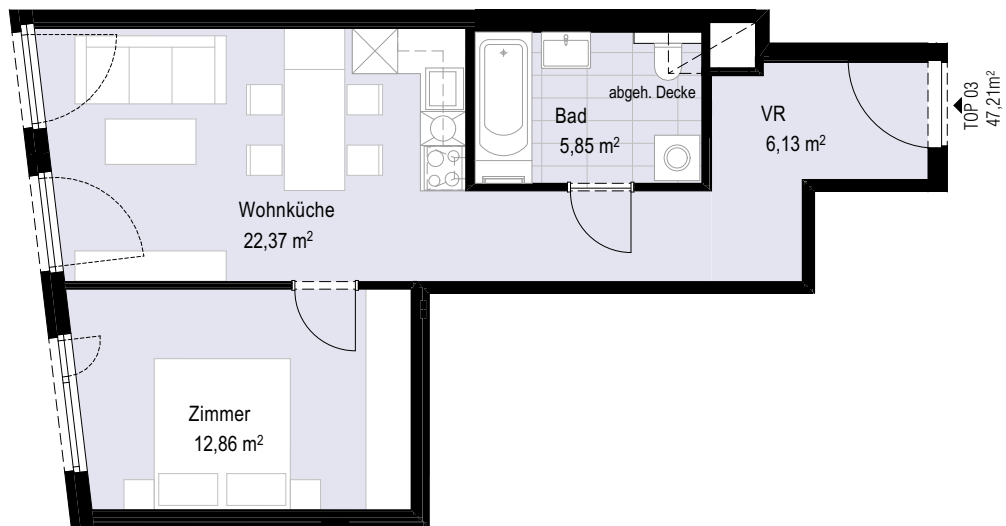 abgeh. Decke
Bad
5,85 m²
VR
6,13 m²
TOP 03
47,21m²
Wohnküche
22,37 m²
Zimmer
12,86 m²